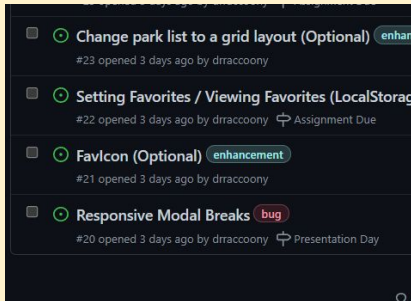 Change park list to a grid layout (Optional)
#23 opened 3 days ago by drraccoony
Setting Favorites / Viewing Favorites
#22 opened 3 days ago by drraccoony Assignment Due
FavIcon (Optional) enhancement
#21 opened 3 days ago by drraccoony
Responsive Modal Breaks bug
#20 opened 3 days ago by drraccoony Presentation Day